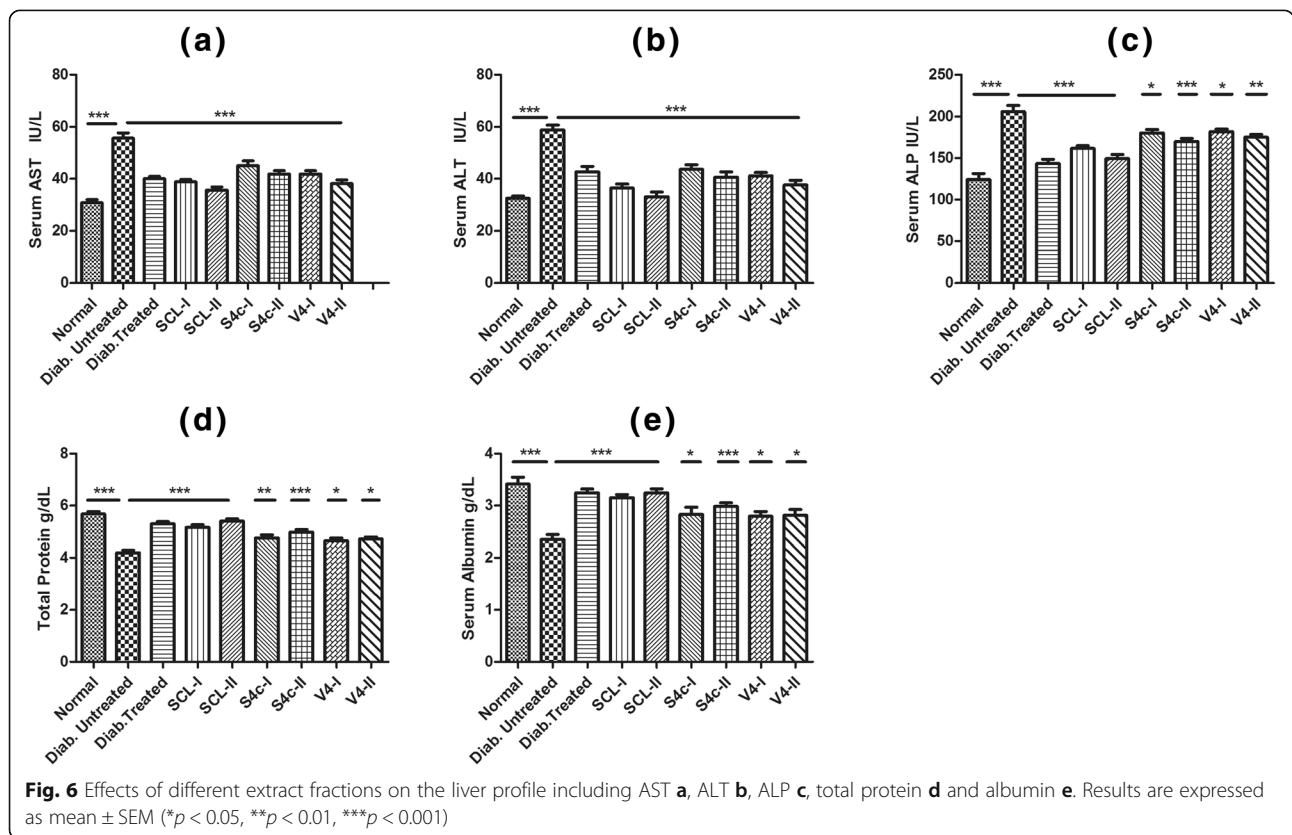 (a)
Serum AST IU/L
80
60
40
20
0
***
***
Normal
Diab. Untreated
Diab.Treated
SCL-I
SCL-II
S4c-I
S4c-II
V4-I
V4-II
(b)
Serum ALT IU/L
80
60
40
20
0
***
***
Normal
Diab. Untreated
Diab.Treated
SCL-I
SCL-II
S4c-I
S4c-II
V4-I
V4-II
(c)
Serum ALP IU/L
250
200
150
100
50
0
***
***
*
***
*
**
Normal
Diab. Untreated
Diab.Treated
SCL-I
SCL-II
S4c-I
S4c-II
V4-I
V4-II
(d)
Total Protein g/dL
8
6
4
2
0
***
***
**
***
*
*
Normal
Diab. Untreated
Diab.Treated
SCL-I
SCL-II
S4c-I
S4c-II
V4-I
V4-II
(e)
Serum Albumin g/dL
4
3
2
1
0
***
***
*
***
*
*
Normal
Diab. Untreated
Diab.Treated
SCL-I
SCL-II
S4c-I
S4c-II
V4-I
V4-II
Fig. 6 Effects of different extract fractions on the liver profile including AST a, ALT b, ALP c, total protein d and albumin e. Results are expressed
as mean ± SEM (*p < 0.05, **p < 0.01, ***p < 0.001)